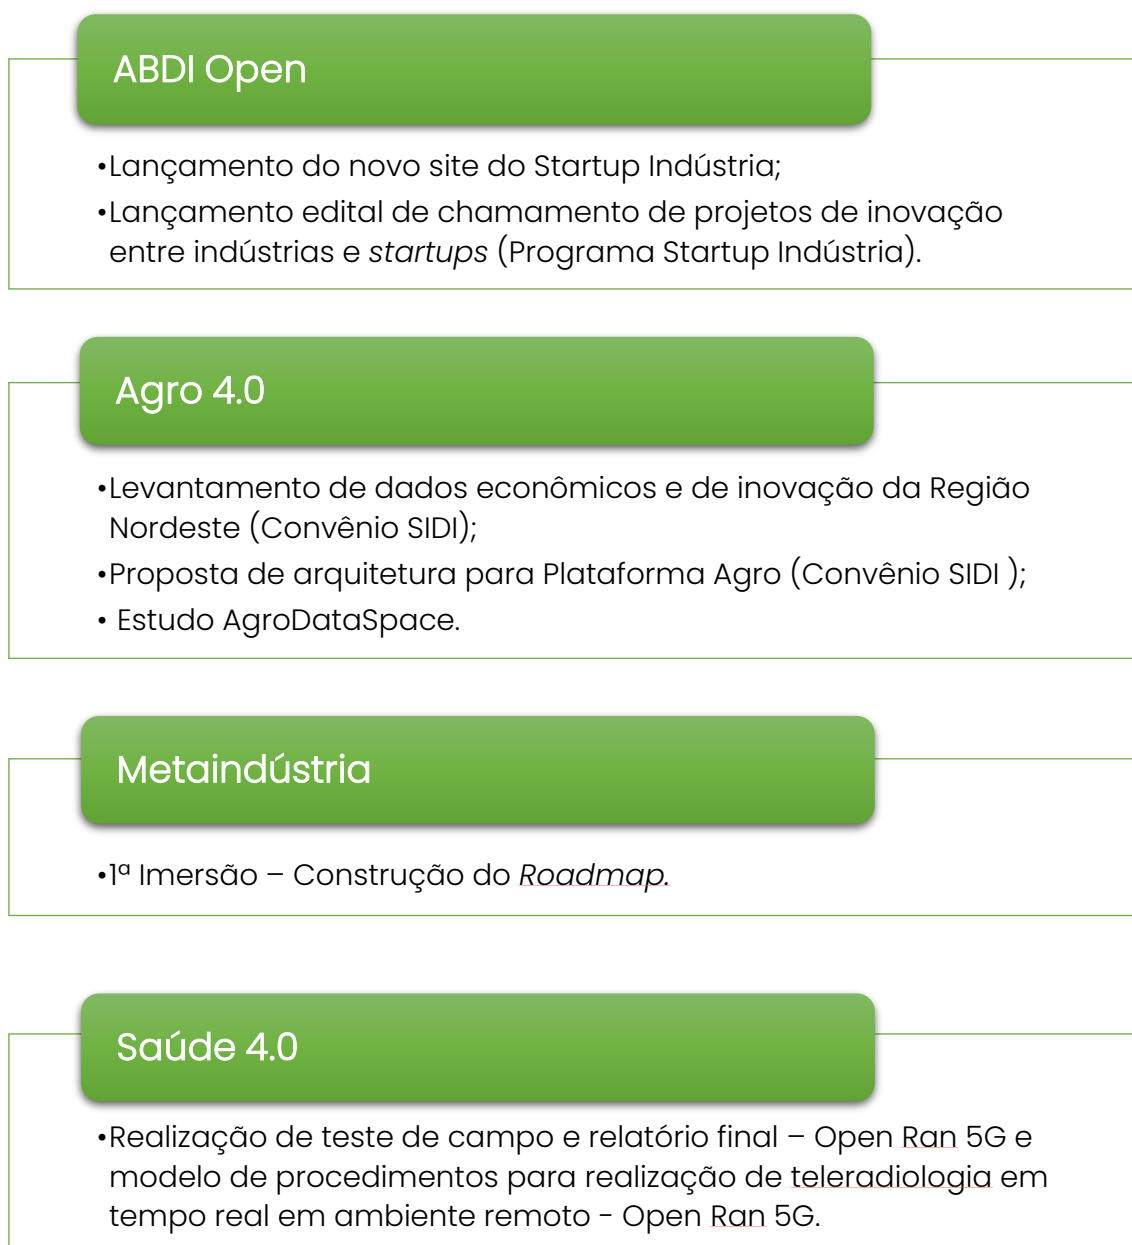 ABDI Open
•Lançamento do novo site do Startup Indústria;
•Lançamento edital de chamamento de projetos de inovação
entre indústrias e startups (Programa Startup Indústria).
Agro 4.0
•Levantamento de dados econômicos e de inovação da Região
Nordeste (Convênio SIDI);
•Proposta de arquitetura para Plataforma Agro (Convênio SIDI );
• Estudo AgroDataSpace.
Metaindústria
•1ª Imersão – Construção do Roadmap.
Saúde 4.0
•Realização de teste de campo e relatório final – Open Ran 5G e
modelo de procedimentos para realização de teleradiologia em
tempo real em ambiente remoto - Open Ran 5G.